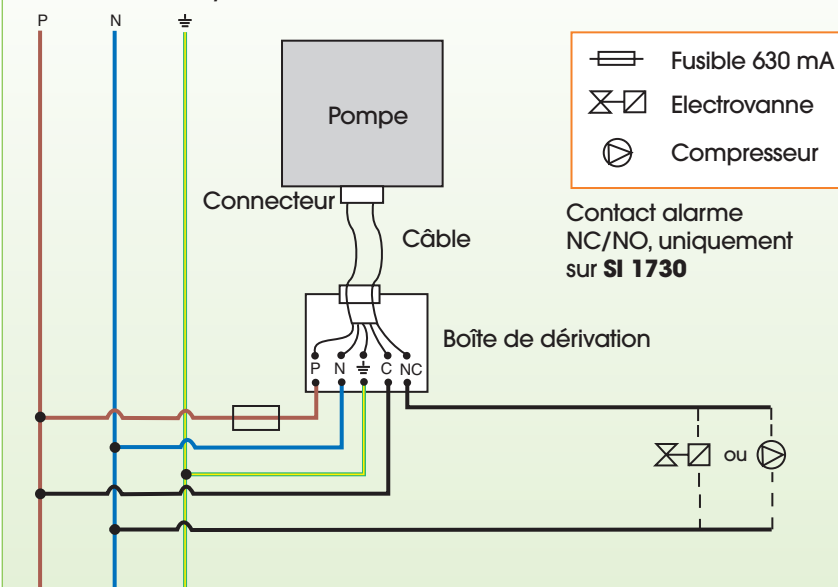 P N
Pompe
Fusible 630 mA
Electrovanne
Compresseur
Connecteur
Contact alarme
NC/NO, uniquement
sur SI 1730
Câble
Boîte de dérivation
P N C NC
ou